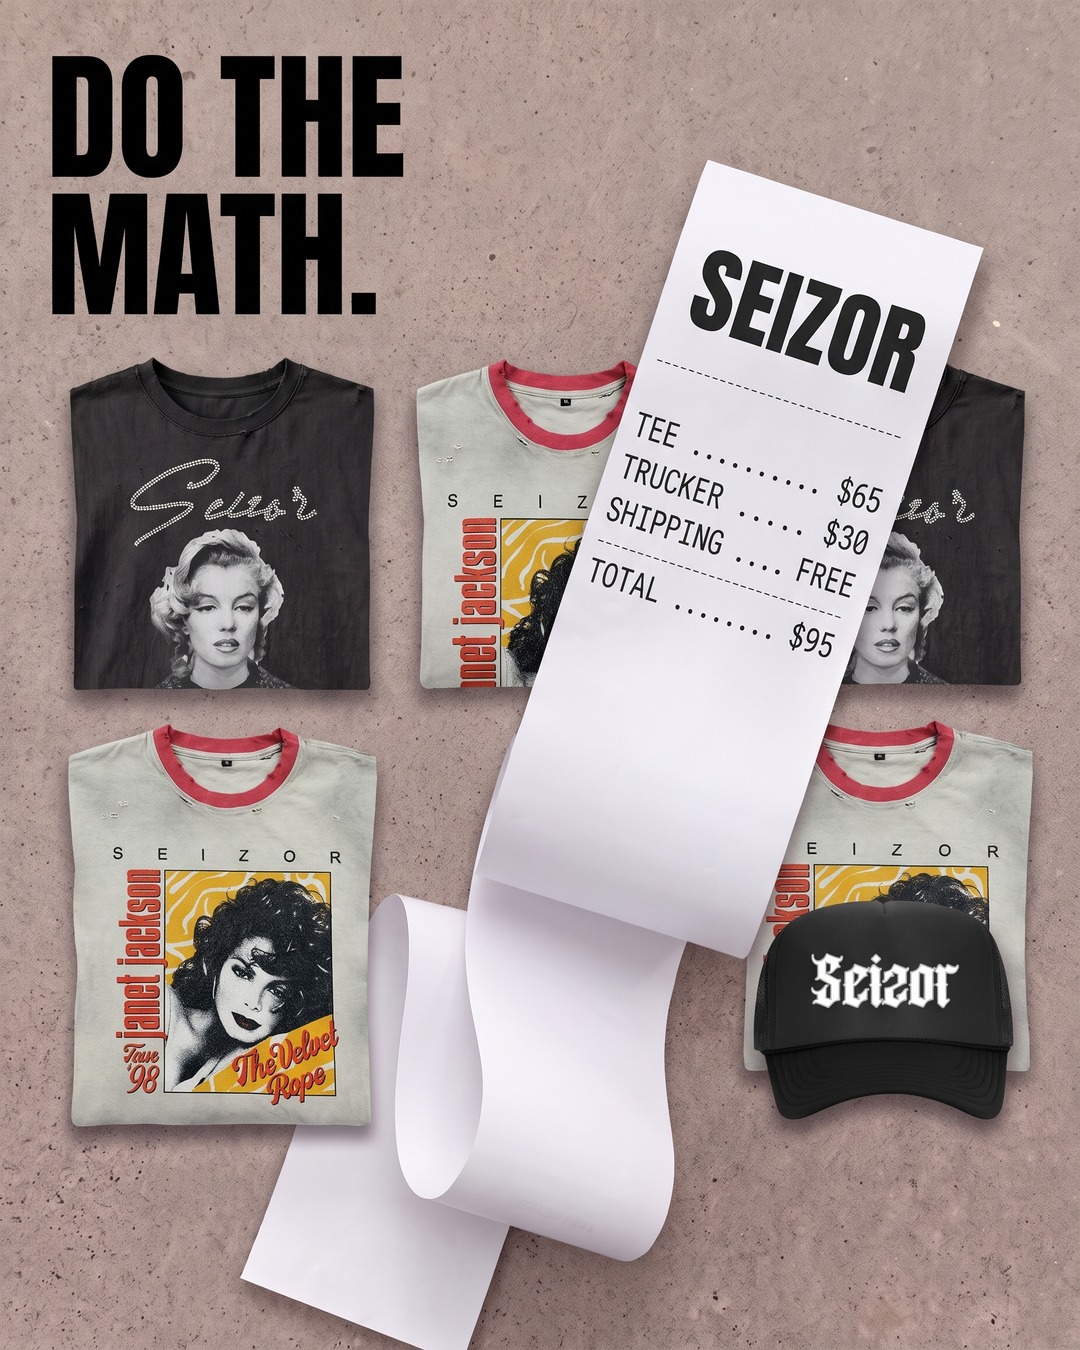 DO THE
MATH.
SEIZOR
TEE .......... $65
TRUCKER ..... $30
SHIPPING .... FREE
TOTAL ........ $95
Seizor
S E I Z
janet jackson
S E I Z O R
janet jackson
Tour
'98
The Velvet
Rope
E I Z O R
Seizor